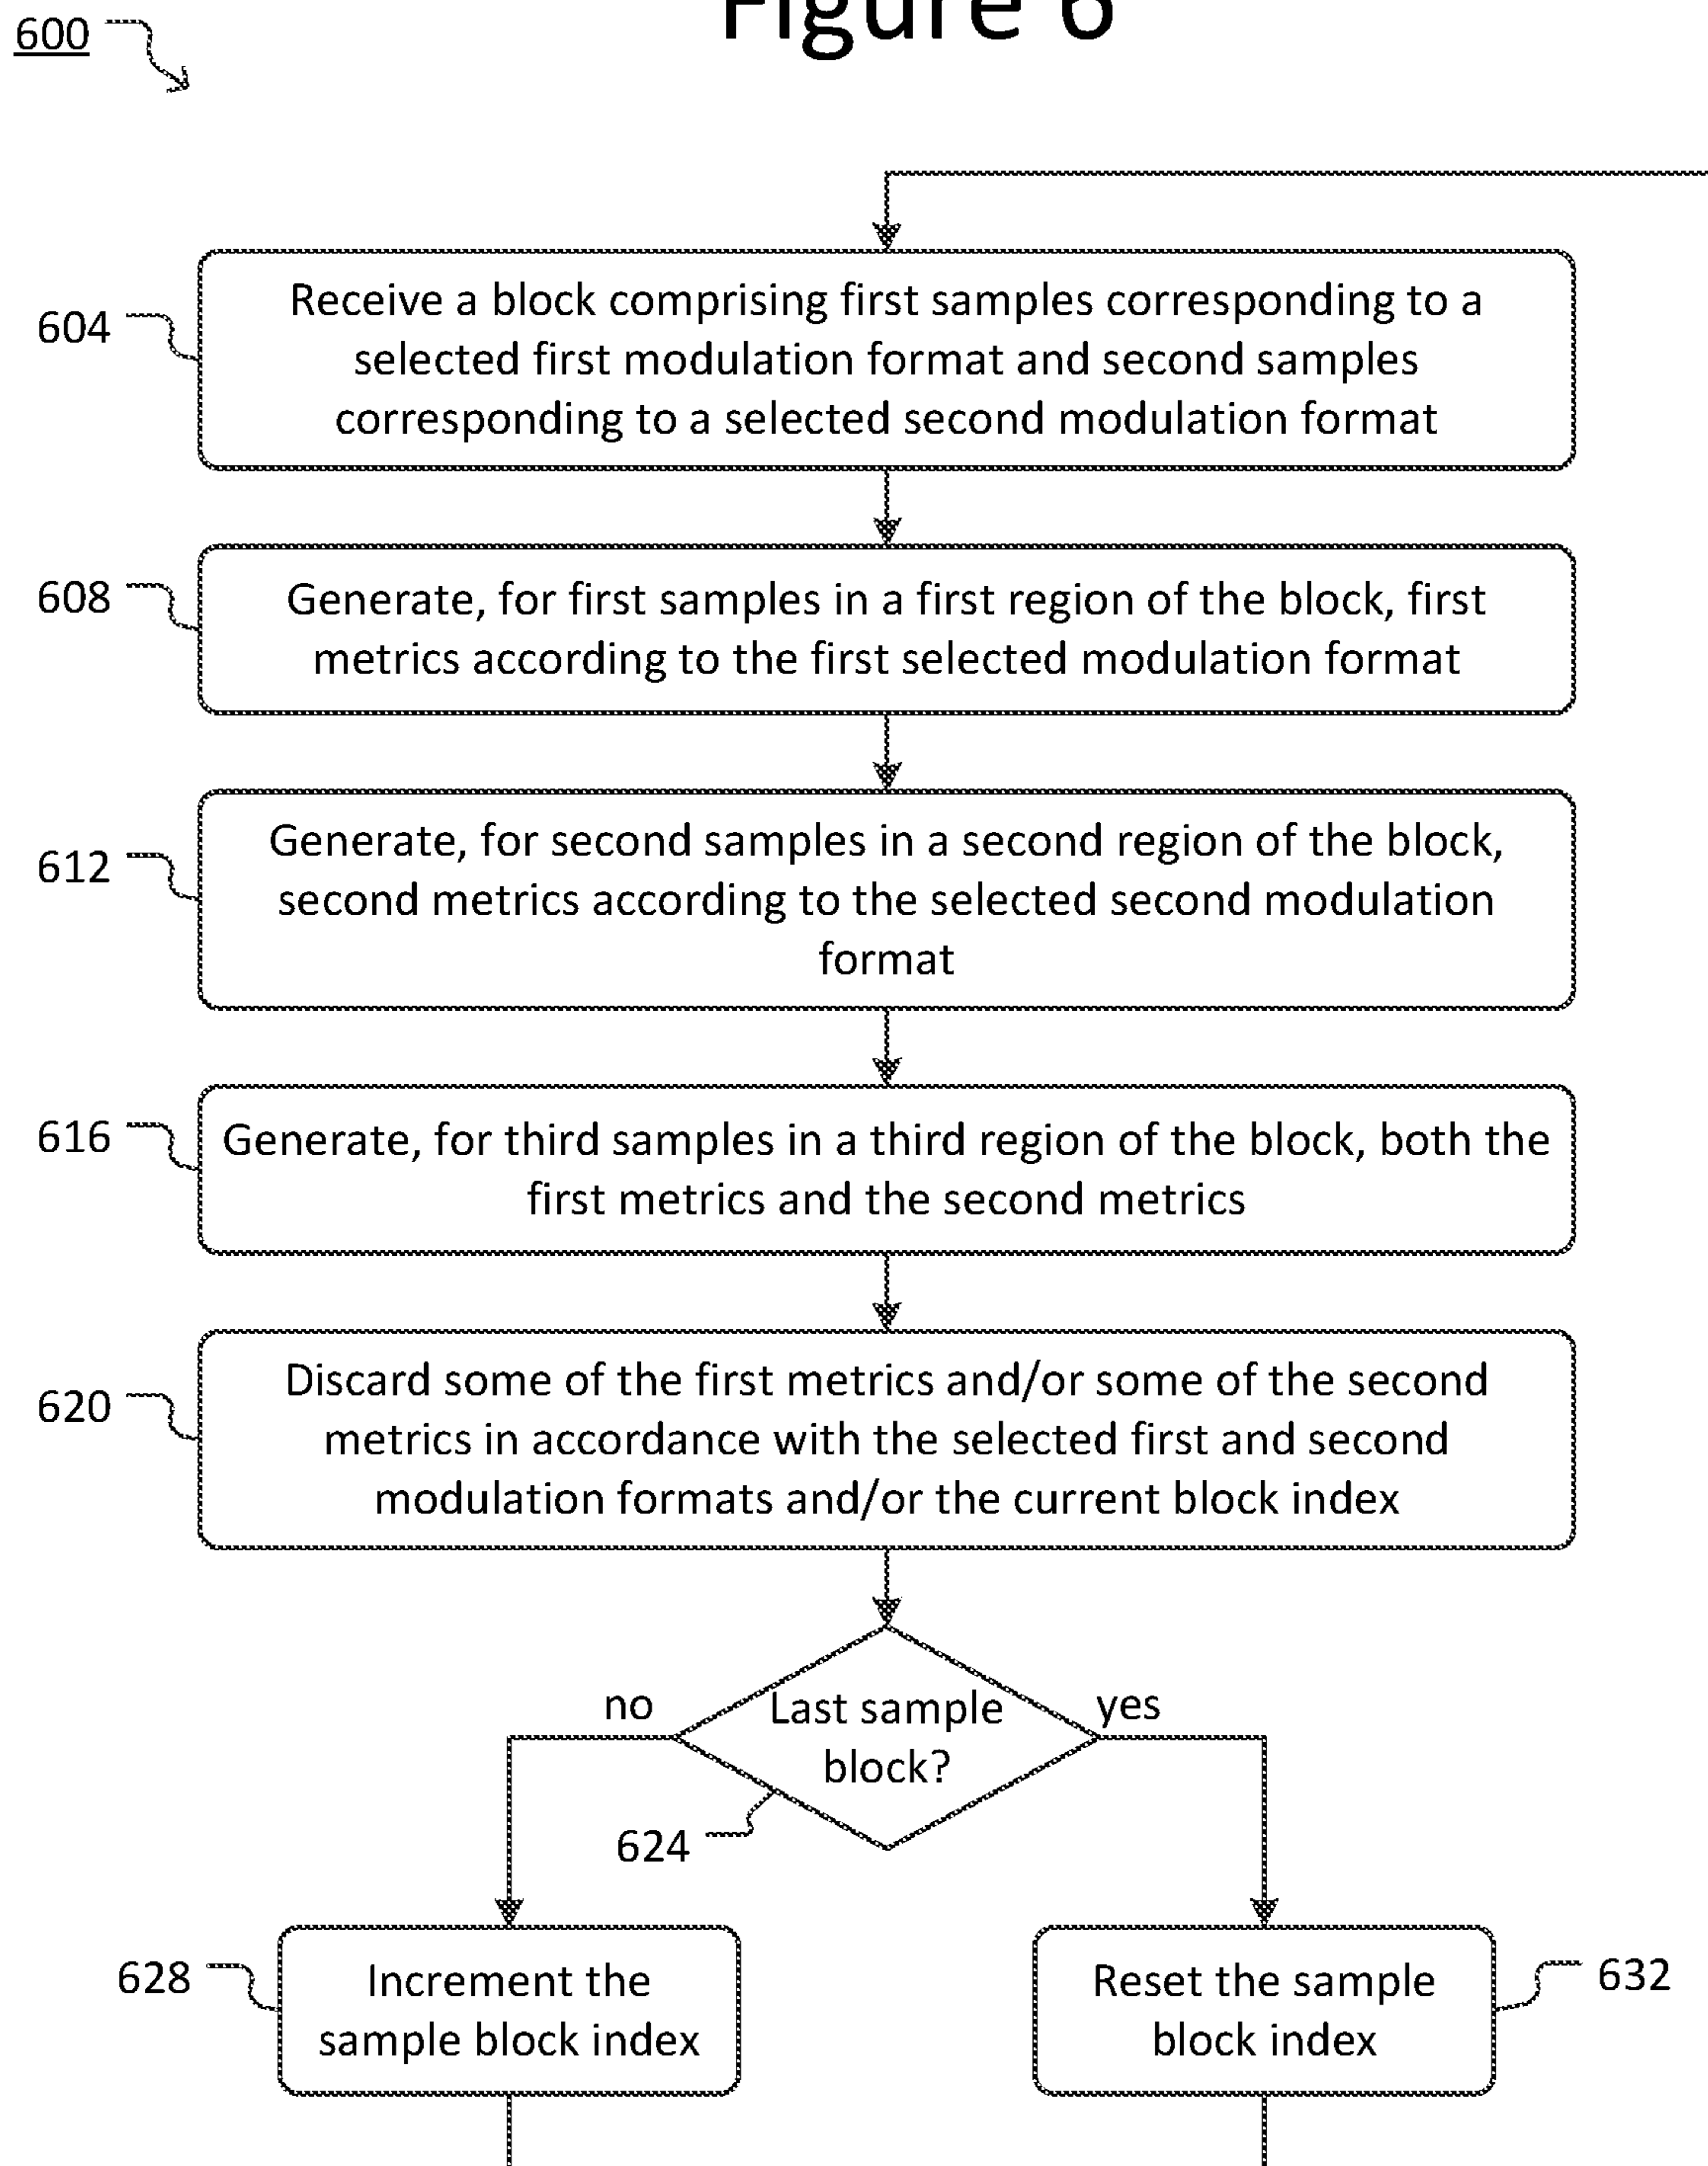 Figure 6
600
604
Receive a block comprising first samples corresponding to a
selected first modulation format and second samples
corresponding to a selected second modulation format
608
Generate, for first samples in a first region of the block, first
metrics according to the first selected modulation format
612
Generate, for second samples in a second region of the block,
second metrics according to the selected second modulation
format
616
Generate, for third samples in a third region of the block, both the
first metrics and the second metrics
620
Discard some of the first metrics and/or some of the second
metrics in accordance with the selected first and second
modulation formats and/or the current block index
no
Last sample
block?
yes
624
628
Increment the
sample block index
Reset the sample
block index
632